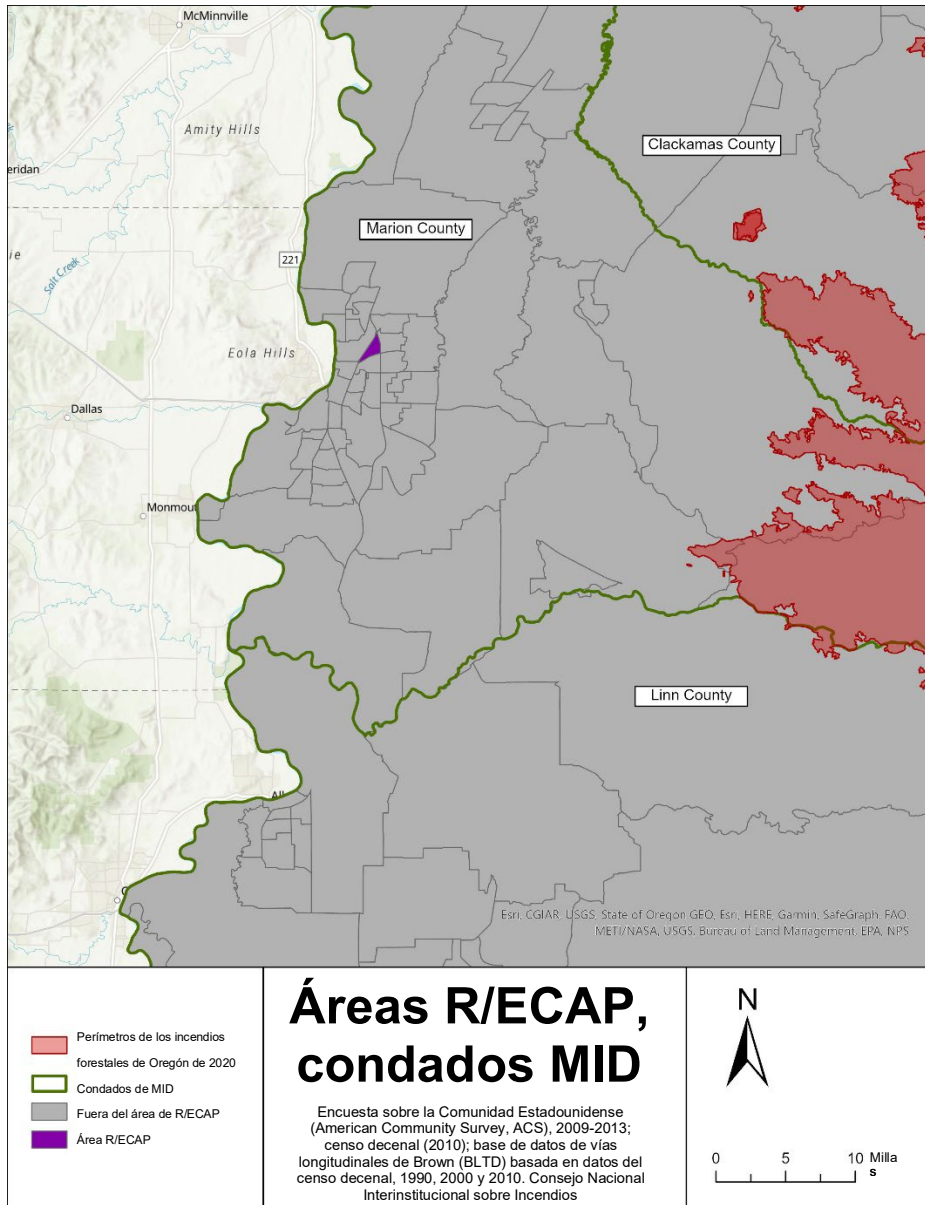 McMinnville
Amity Hills
eridan
Clackamas County
Marion County
ie
Salt Creek
221
Eola Hills
Dallas
Monmout
Linn County
All
Esri, CGIAR, USGS, State of Oregon GEO, Esri, HERE, Garmin, SafeGraph, FAO,
METI/NASA, USGS, Bureau of Land Management, EPA, NPS
Perímetros de los incendios
forestales de Oregón de 2020
Condados de MID
Fuera del área de R/ECAP
Área R/ECAP
Áreas R/ECAP,
condados MID
Encuesta sobre la Comunidad Estadounidense
(American Community Survey, ACS), 2009-2013;
censo decenal (2010); base de datos de vías
longitudinales de Brown (BLTD) basada en datos del
censo decenal, 1990, 2000 y 2010. Consejo Nacional
Interinstitucional sobre Incendios
N
0 5 10 Milla
s